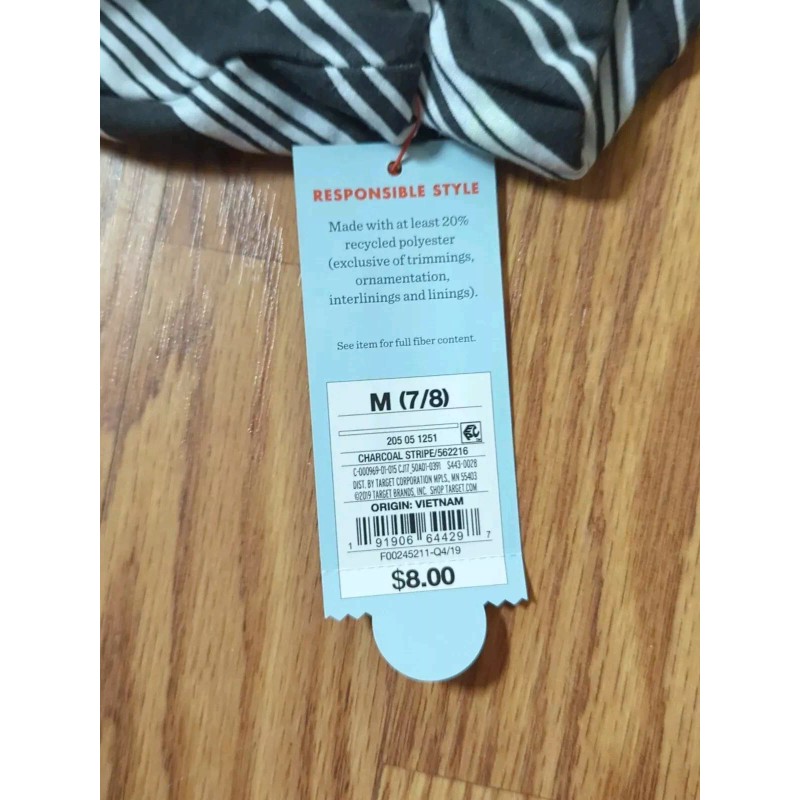 RESPONSIBLE STYLE
Made with at least 20%
recycled polyester
(exclusive of trimmings,
ornamentation,
interlinings and linings).
See item for full fiber content.
M (7/8)
205 05 1251
CHARCOAL STRIPE/562216
C-000969-01-015 CJ17_50A01-0391 S443-0028
DIST. BY TARGET CORPORATION MPLS., MN 55403
©2019 TARGET BRANDS, INC. SHOP TARGET.COM
ORIGIN: VIETNAM
1 91906 64429 7
F00245211-Q4/19
$8.00